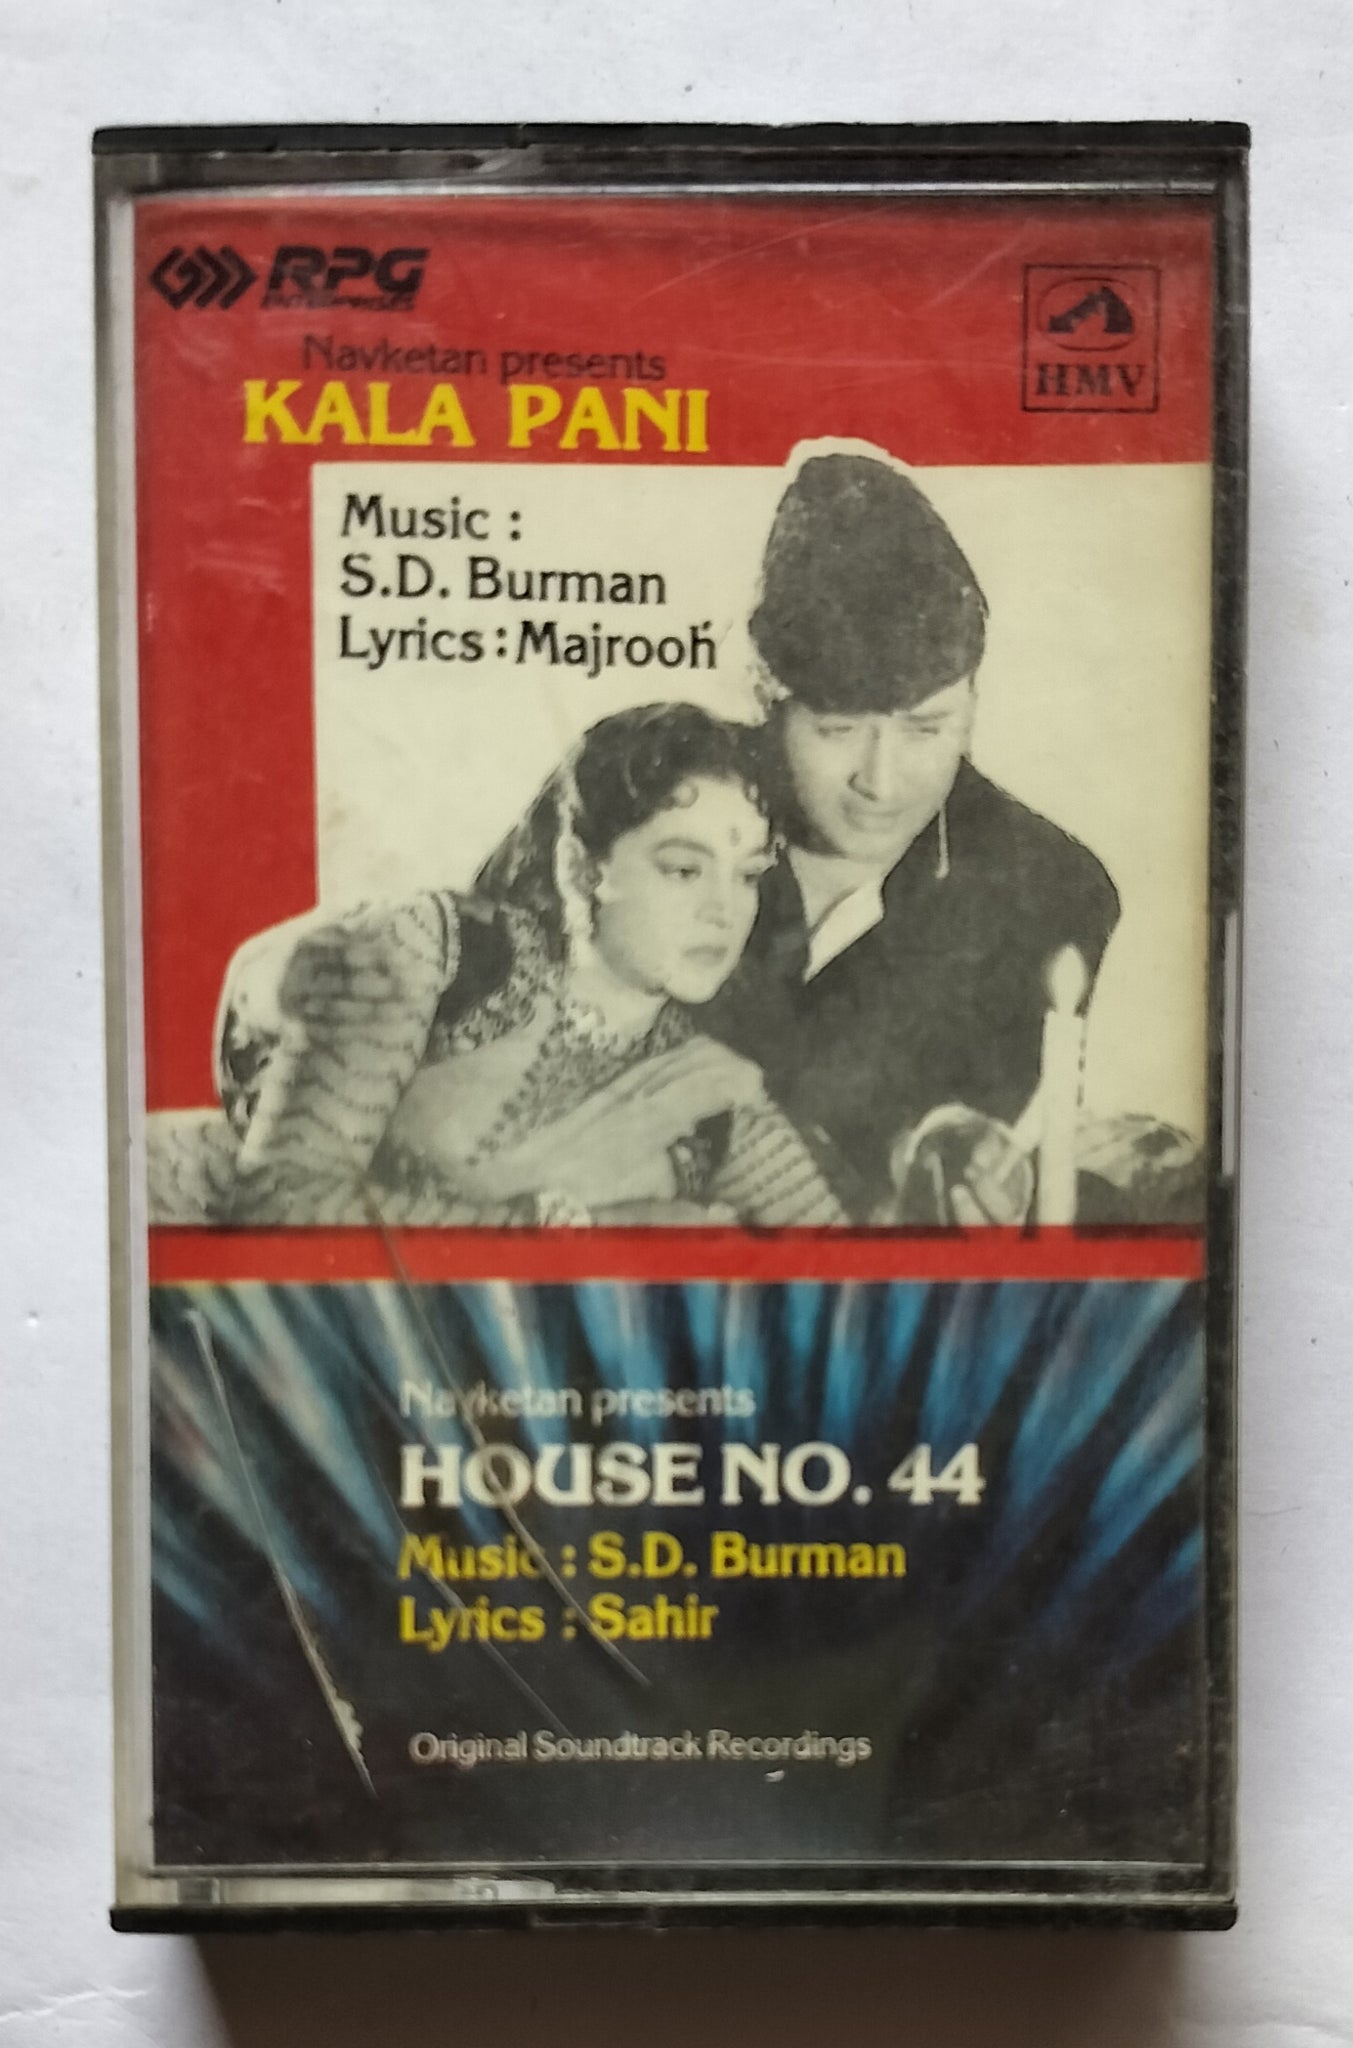 RPG
ENTERPRISES
HMV
Navketan presents
KALA PANI
Music :
S.D. Burman
Lyrics : Majrooh
Navketan presents
HOUSE NO. 44
Music : S.D. Burman
Lyrics : Sahir
Original Soundtrack Recordings